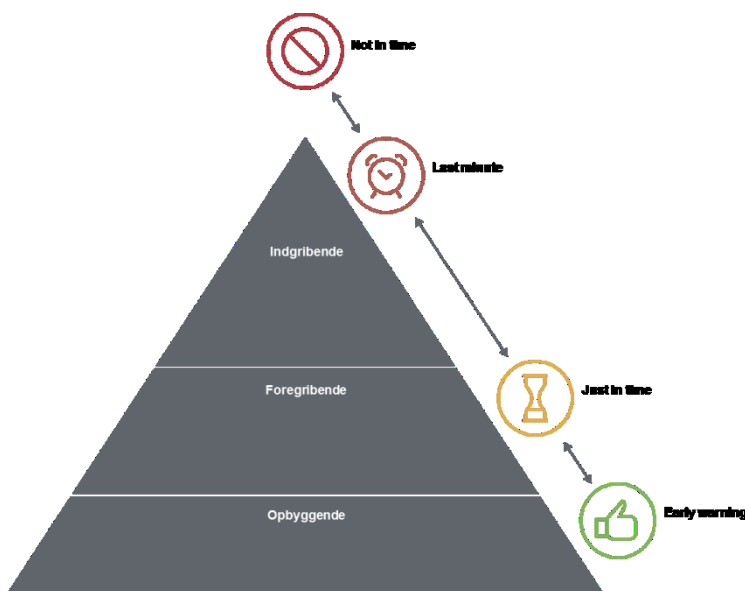 Not in time
Last minute
Indgribende
Foregribende
Just in time
Opbyggende
Early warning